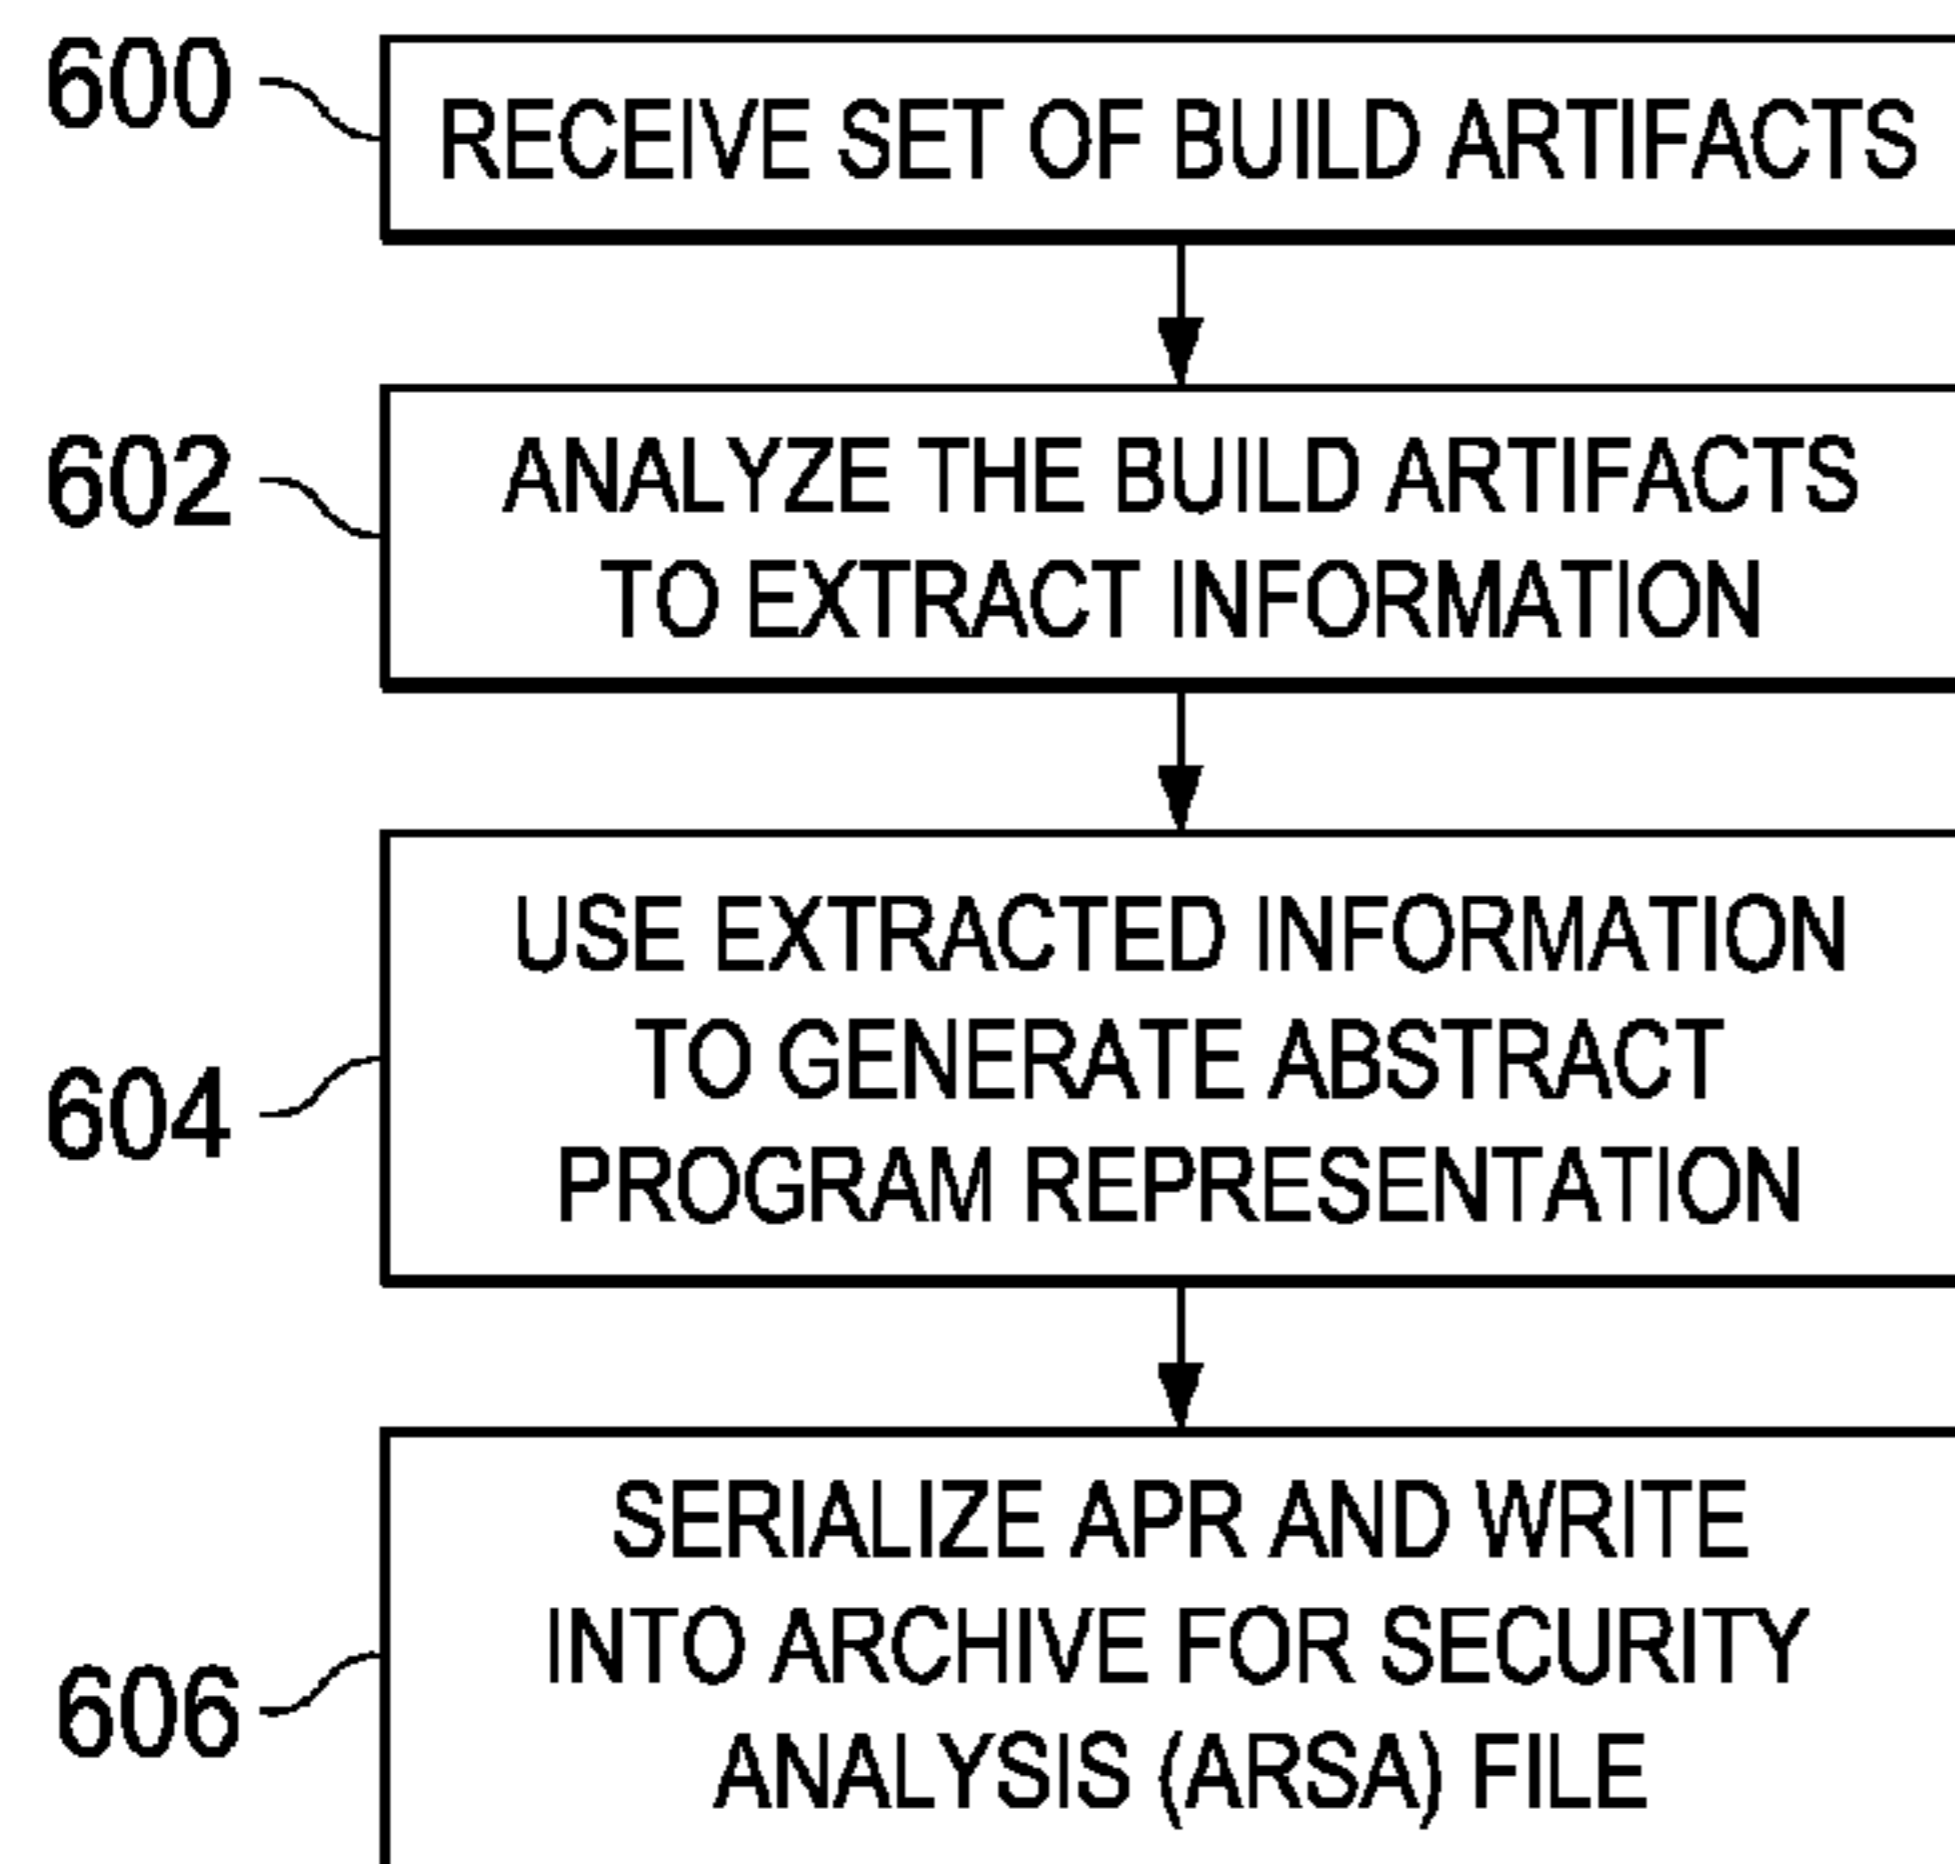 600
RECEIVE SET OF BUILD ARTIFACTS
602
ANALYZE THE BUILD ARTIFACTS
TO EXTRACT INFORMATION
604
USE EXTRACTED INFORMATION
TO GENERATE ABSTRACT
PROGRAM REPRESENTATION
606
SERIALIZE APR AND WRITE
INTO ARCHIVE FOR SECURITY
ANALYSIS (ARSA) FILE